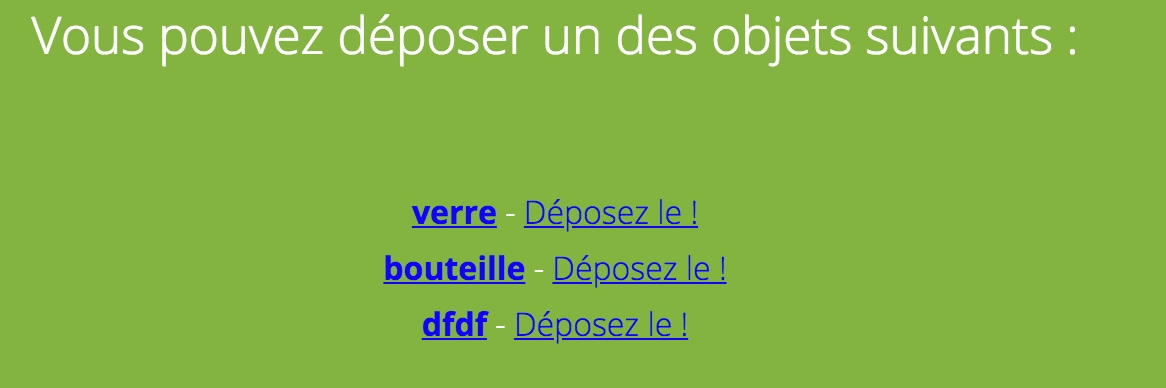 Vous pouvez déposer un des objets suivants :
verre - Déposez le !
bouteille - Déposez le !
dfdf - Déposez le !